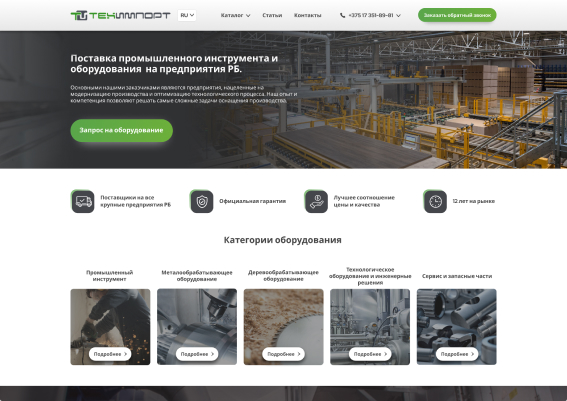 ТЕХИМПОРТ
RU
Каталог
Статьи
Контакты
+375 17 351-89-81
Заказать обратный звонок
Поставка промышленного инструмента и
оборудования на предприятия РБ.
Основными нашими заказчиками являются предприятия, нацеленные на
модернизацию производства и оптимизацию технологического процесса. Наш опыт и
компетенция позволяют решать самые сложные задачи оснащения производства.
Запрос на оборудование
Поставщики на все
крупные предприятия РБ
Официальная гарантия
Лучшее соотношение
цены и качества
12 лет на рынке
Категории оборудования
Промышленный
инструмент
Металообрабатывающее
оборудование
Деревообрабатывающее
оборудование
Технологическое
оборудование и инженерные
решения
Сервис и запасные части
Подробнее
Подробнее
Подробнее
Подробнее
Подробнее